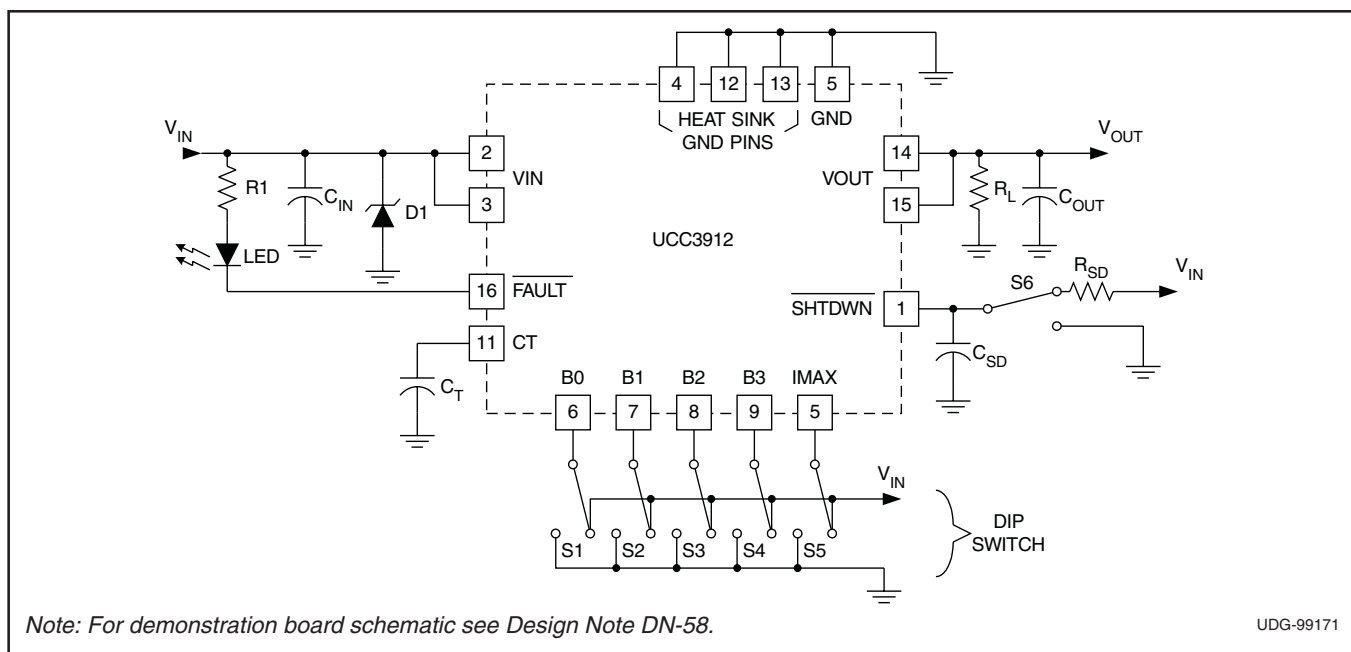 4 12 13 5
HEAT SINK GND
GND PINS
VIN
R1
CIN
D1
LED
2
VIN
3
16 FAULT
11 CT
CT
UCC3912
14
VOUT
15
VOUT
RL
COUT
SHTDWN 1
S6
RSD
VIN
CSD
B0 B1 B2 B3 IMAX
6 7 8 9 5
VIN
S1 S2 S3 S4 S5
DIP
SWITCH
Note: For demonstration board schematic see Design Note DN-58.
UDG-99171